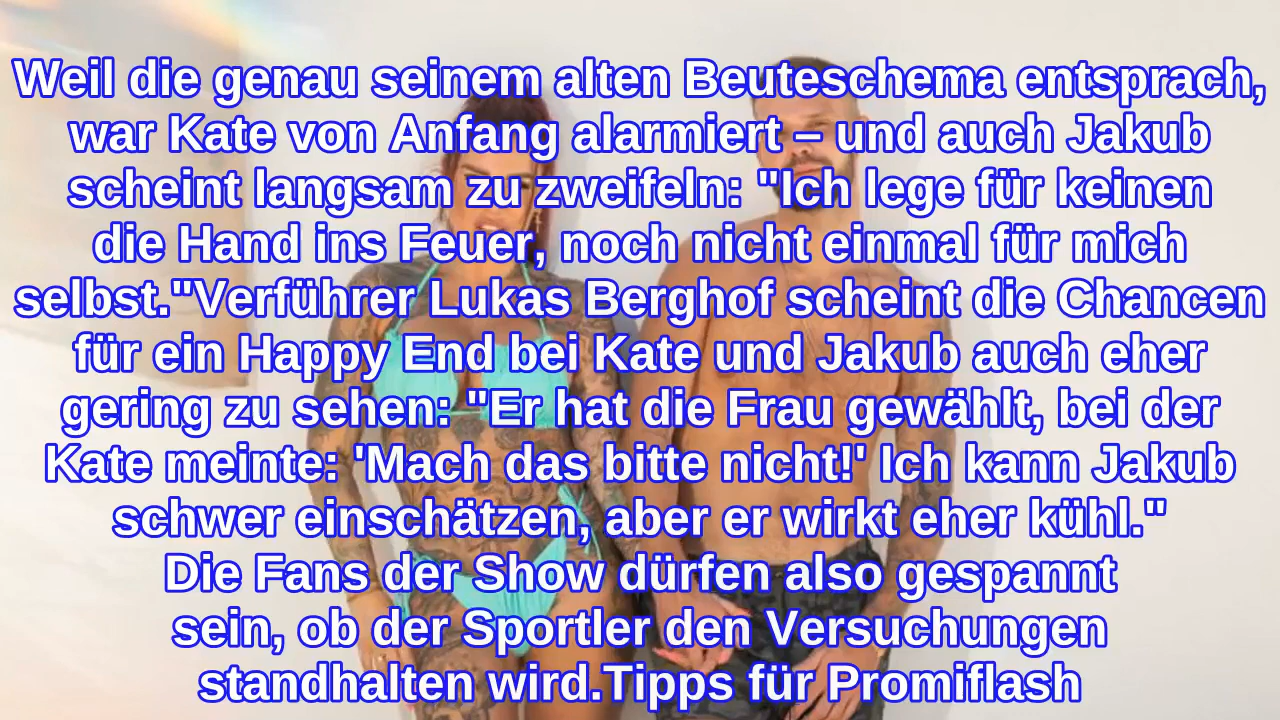 Weil die genau seinem alten Beuteschema entsprach,
war Kate von Anfang alarmiert – und auch Jakub
scheint langsam zu zweifeln: "Ich lege für keinen
die Hand ins Feuer, noch nicht einmal für mich
selbst."Verführer Lukas Berghof scheint die Chancen
für ein Happy End bei Kate und Jakub auch eher
gering zu sehen: "Er hat die Frau gewählt, bei der
Kate meinte: 'Mach das bitte nicht!' Ich kann Jakub
schwer einschätzen, aber er wirkt eher kühl."
Die Fans der Show dürfen also gespannt
sein, ob der Sportler den Versuchungen
standhalten wird.Tipps für Promiflash